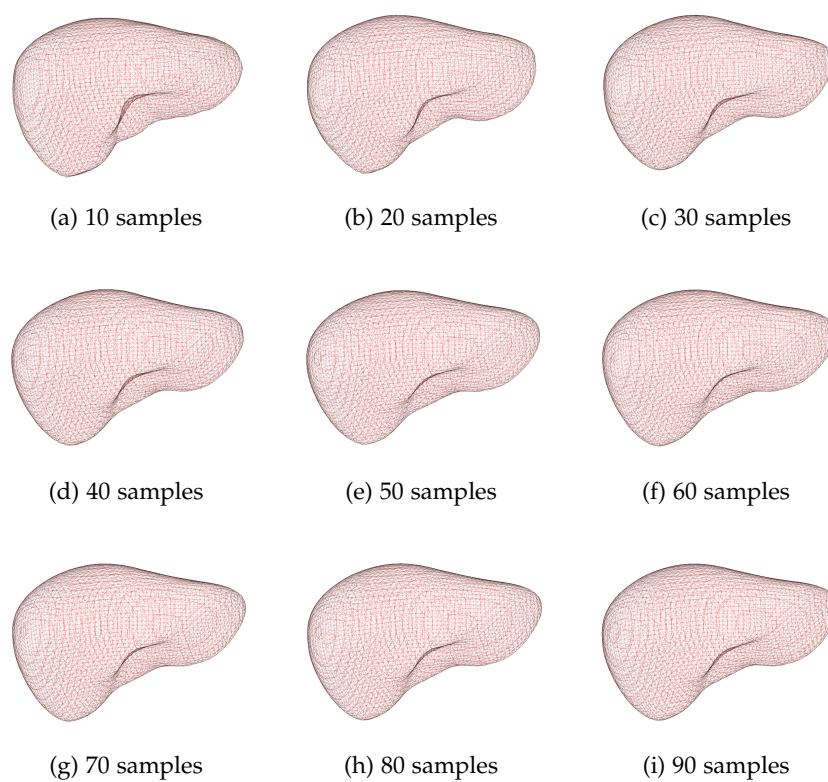 (a) 10 samples
(b) 20 samples
(c) 30 samples
(d) 40 samples
(e) 50 samples
(f) 60 samples
(g) 70 samples
(h) 80 samples
(i) 90 samples